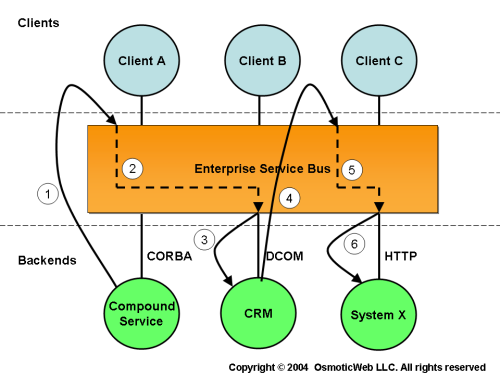 Clients
Client A
Client B
Client C
Enterprise Service Bus
1
2
3
4
5
6
Backends
CORBA
DCOM
HTTP
Compound
Service
CRM
System X
Copyright © 2004 OsmoticWeb LLC. All rights reserved